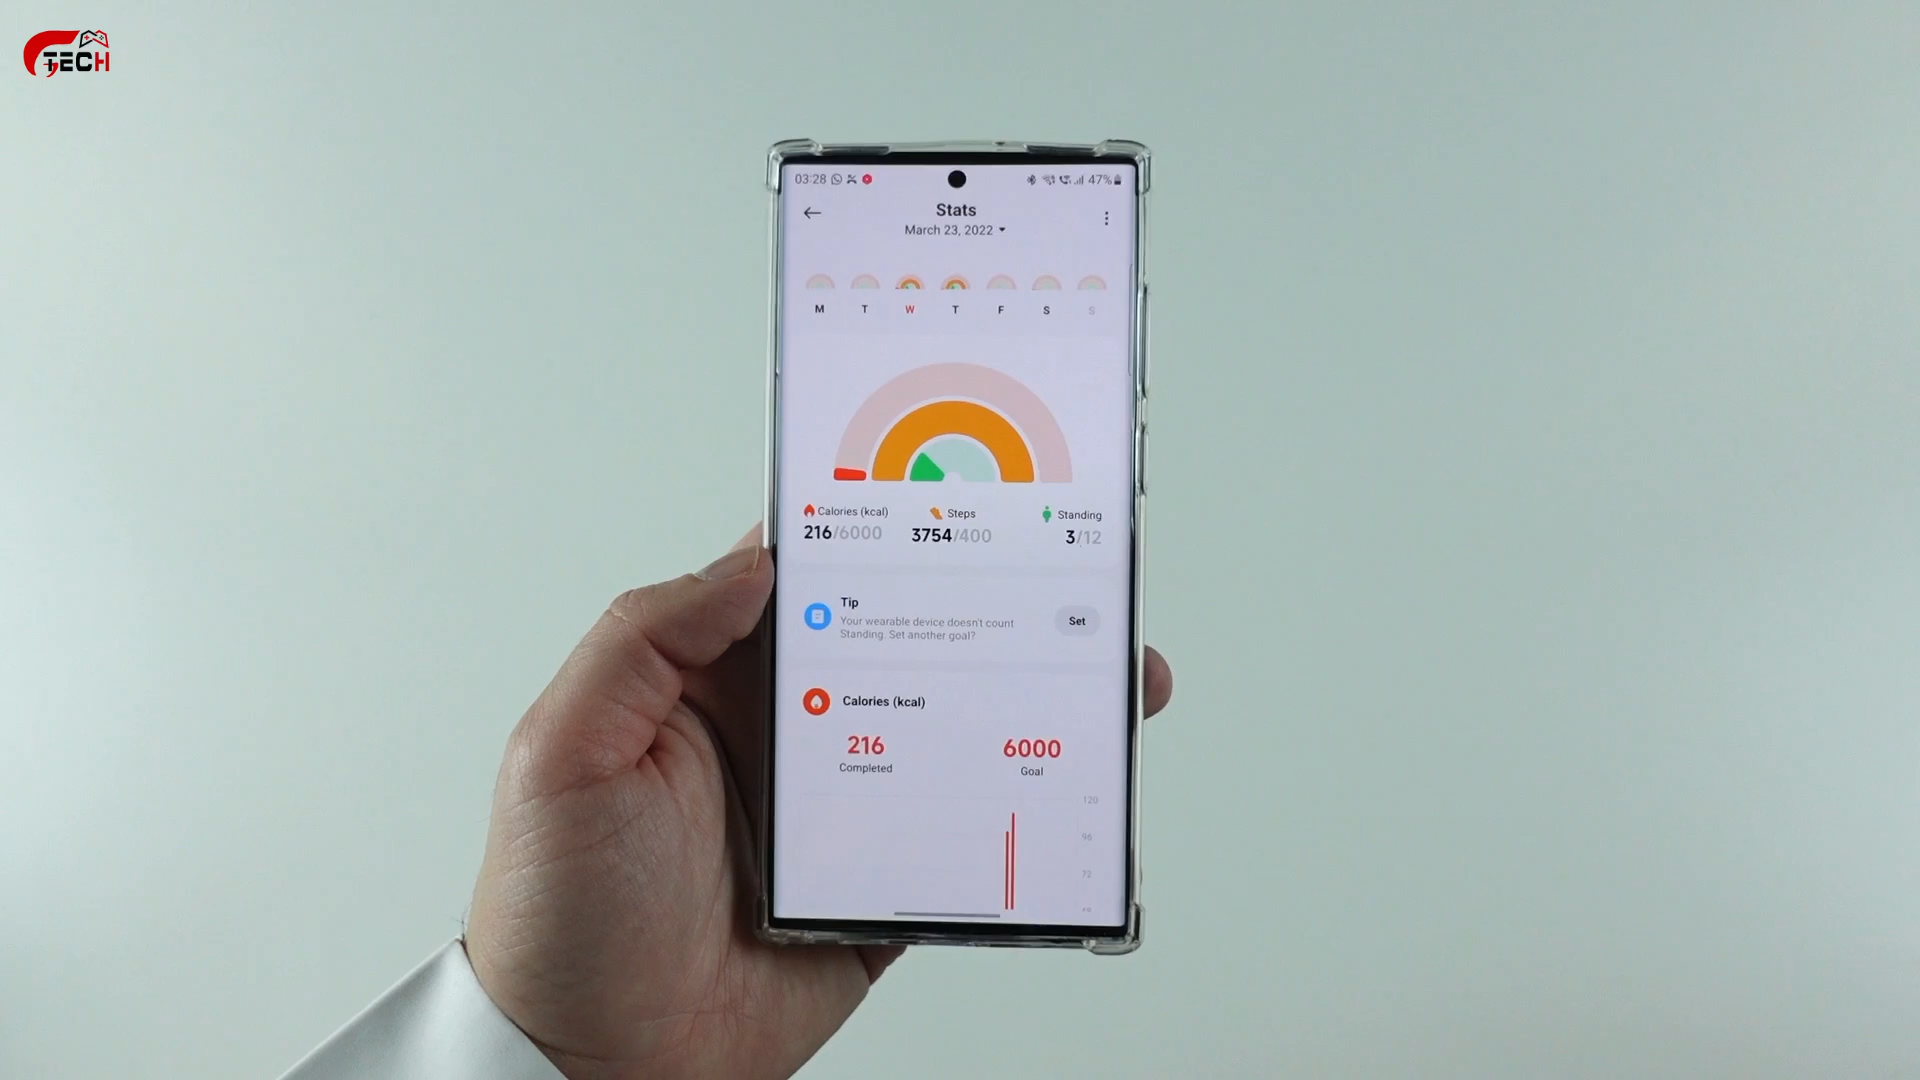 TECH
03:28 47%
Stats
March 23, 2022
M T W T F S S
Calories (kcal) Steps Standing
216/6000 3754/400 3/12
Tip
Your wearable device doesn't count
Standing. Set another goal?
Set
Calories (kcal)
216 6000
Completed Goal
120
96
72